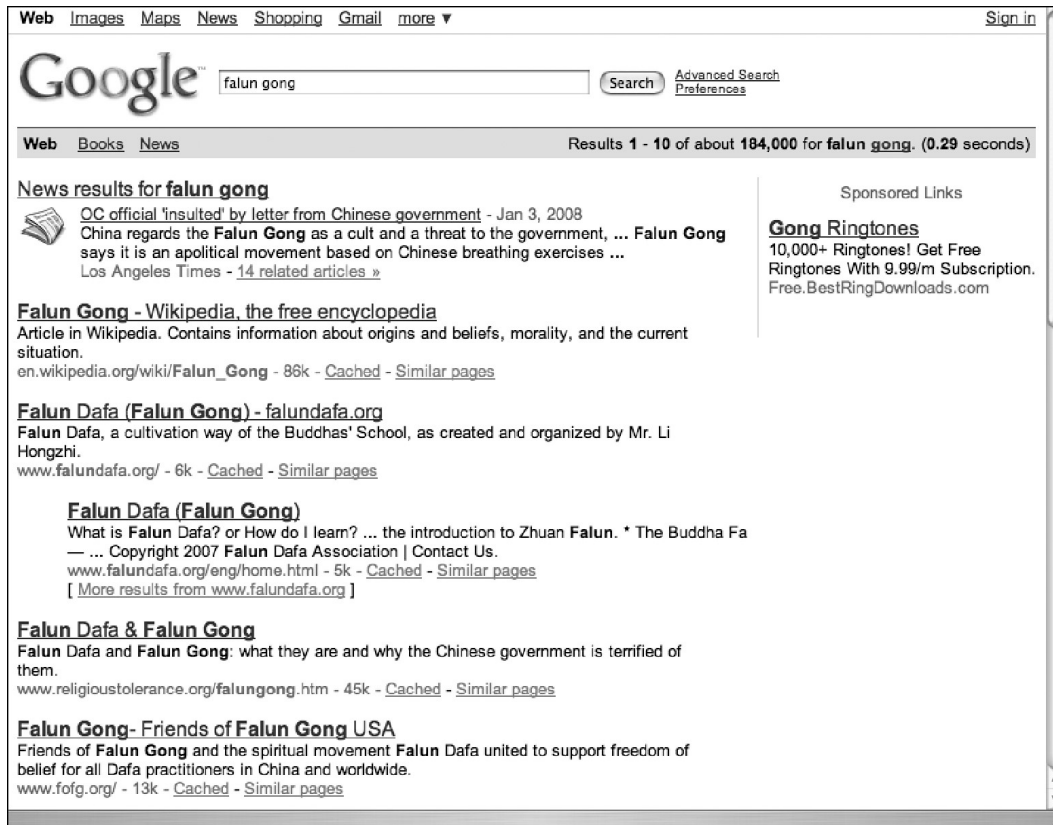 Web Images Maps News Shopping Gmail more ▼ Sign in
Google™ falun gong Search Advanced Search
Preferences
Web Books News Results 1 - 10 of about 184,000 for falun gong. (0.29 seconds)
News results for falun gong
OC official 'insulted' by letter from Chinese government - Jan 3, 2008
China regards the Falun Gong as a cult and a threat to the government, ... Falun Gong
says it is an apolitical movement based on Chinese breathing exercises ...
Los Angeles Times - 14 related articles »
Sponsored Links
Gong Ringtones
10,000+ Ringtones! Get Free
Ringtones With 9.99/m Subscription.
Free.BestRingDownloads.com
Falun Gong - Wikipedia, the free encyclopedia
Article in Wikipedia. Contains information about origins and beliefs, morality, and the current
situation.
en.wikipedia.org/wiki/Falun_Gong - 86k - Cached - Similar pages
Falun Dafa (Falun Gong) - falundafa.org
Falun Dafa, a cultivation way of the Buddhas' School, as created and organized by Mr. Li
Hongzhi.
www.falundafa.org/ - 6k - Cached - Similar pages
Falun Dafa (Falun Gong)
What is Falun Dafa? or How do I learn? ... the introduction to Zhuan Falun. * The Buddha Fa
— ... Copyright 2007 Falun Dafa Association | Contact Us.
www.falundafa.org/eng/home.html - 5k - Cached - Similar pages
[ More results from www.falundafa.org ]
Falun Dafa & Falun Gong
Falun Dafa and Falun Gong: what they are and why the Chinese government is terrified of
them.
www.religioustolerance.org/falungong.htm - 45k - Cached - Similar pages
Falun Gong- Friends of Falun Gong USA
Friends of Falun Gong and the spiritual movement Falun Dafa united to support freedom of
belief for all Dafa practitioners in China and worldwide.
www.fofg.org/ - 13k - Cached - Similar pages